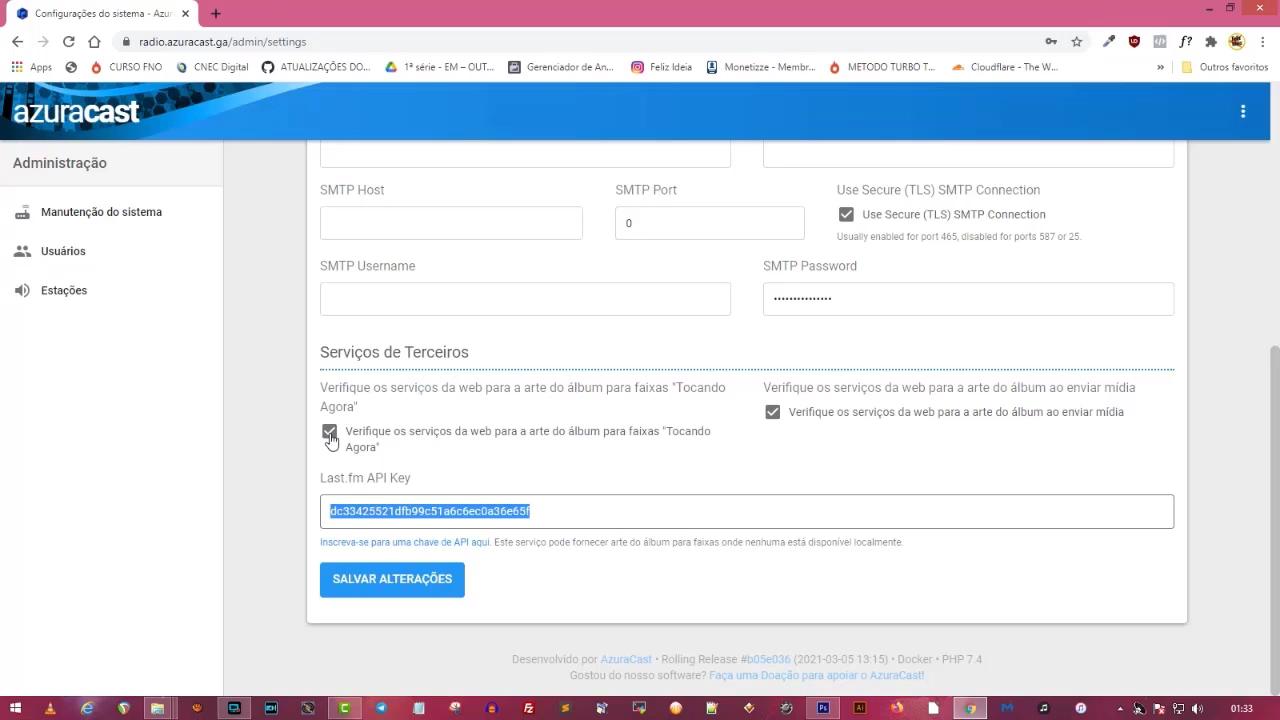 Configurações do sistema - Azur
radio.azuracast.ga/admin/settings
f?
Apps
CURSO FNO
CNEC Digital
ATUALIZAÇÕES DO...
1ª série - EM – OUT...
Gerenciador de An...
Feliz Ideia
Monetizze - Membr...
METODO TURBO T...
Cloudflare - The W...
»
Outros favoritos
azuracast
Administração
Manutenção do sistema
Usuários
Estações
SMTP Host
SMTP Port
Use Secure (TLS) SMTP Connection
0
Use Secure (TLS) SMTP Connection
Usually enabled for port 465, disabled for ports 587 or 25.
SMTP Username
SMTP Password
•••••••••••••••
Serviços de Terceiros
Verifique os serviços da web para a arte do álbum para faixas "Tocando
Agora"
Verifique os serviços da web para a arte do álbum ao enviar mídia
Verifique os serviços da web para a arte do álbum para faixas "Tocando
Agora"
Verifique os serviços da web para a arte do álbum ao enviar mídia
Last.fm API Key
dc33425521dfb99c51a6c6ec0a36e65f
Inscreva-se para uma chave de API aqui. Este serviço pode fornecer arte do álbum para faixas onde nenhuma está disponível localmente.
SALVAR ALTERAÇÕES
Desenvolvido por AzuraCast • Rolling Release #b05e036 (2021-03-05 13:15) • Docker • PHP 7.4
Gostou do nosso software? Faça uma Doação para apoiar o AzuraCast!
01:33